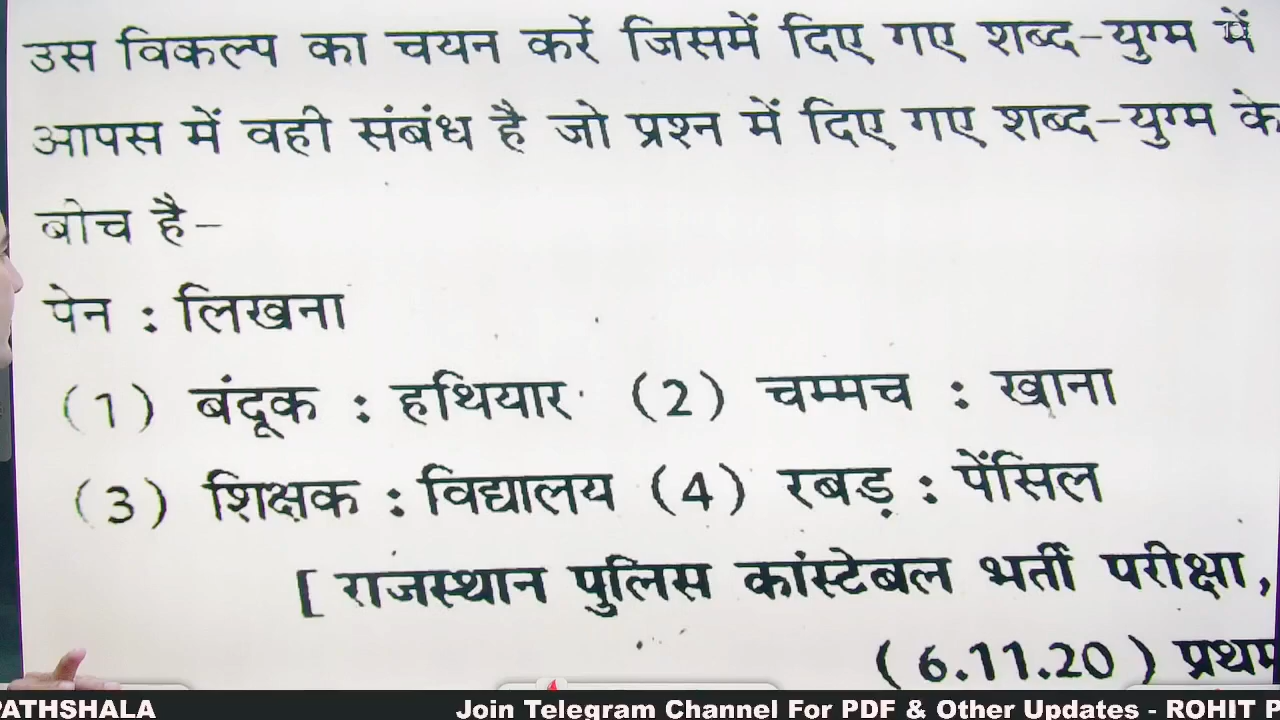 उस विकल्प का चयन करें जिसमें दिए गए शब्द-युग्म में
आपस में वही संबंध है जो प्रश्न में दिए गए शब्द-युग्म के
बीच है-
पेन : लिखना
(1) बंदूक : हथियार (2) चम्मच : खाना
(3) शिक्षक : विद्यालय (4) रबड़ : पेंसिल
[ राजस्थान पुलिस कांस्टेबल भर्ती परीक्षा,
(6.11.20) प्रथम
PATHSHALA Join Telegram Channel For PDF & Other Updates - ROHIT P